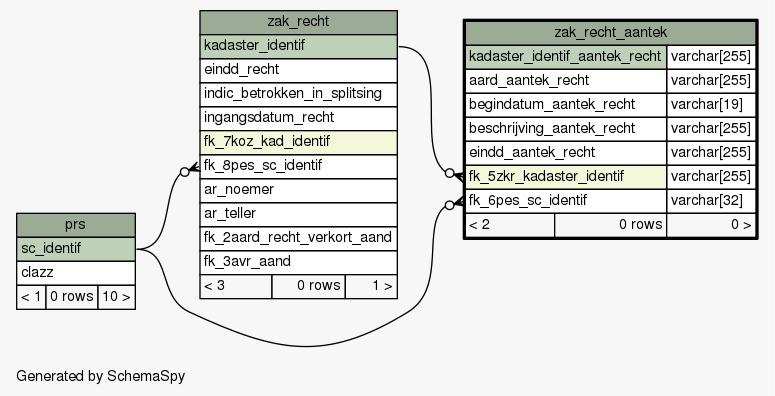 zak_recht
kadaster_identif
eindd_recht
indic_betrokken_in_splitsing
ingangsdatum_recht
fk_7koz_kad_identif
fk_8pes_sc_identif
ar_noemer
ar_teller
fk_2aard_recht_verkort_aand
fk_3avr_aand
< 3 0 rows 1 >
zak_recht_aantek
kadaster_identif_aantek_recht varchar[255]
aard_aantek_recht varchar[255]
begindatum_aantek_recht varchar[19]
beschrijving_aantek_recht varchar[255]
eindd_aantek_recht varchar[255]
fk_5zkr_kadaster_identif varchar[255]
fk_6pes_sc_identif varchar[32]
< 2 0 rows 0 >
prs
sc_identif
clazz
< 1 0 rows 10 >
Generated by SchemaSpy